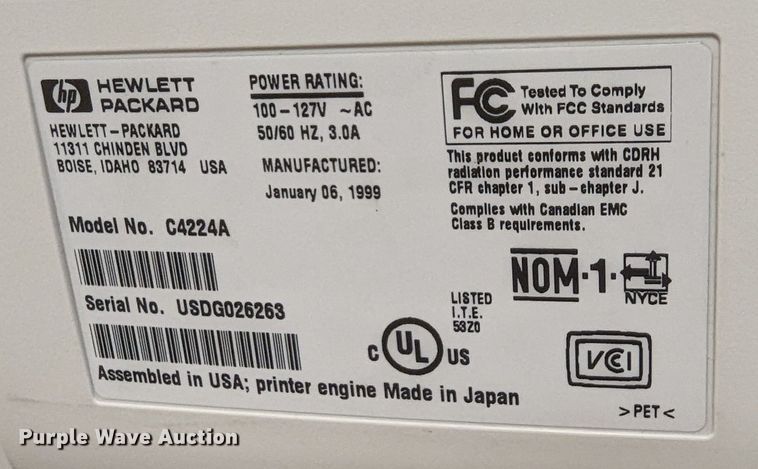 hp HEWLETT
PACKARD
HEWLETT-PACKARD
11311 CHINDEN BLVD
BOISE, IDAHO 83714 USA
POWER RATING:
100-127V ~AC
50/60 HZ, 3.0A
MANUFACTURED:
January 06, 1999
Model No. C4224A
Serial No. USDG026263
Assembled in USA; printer engine Made in Japan
FC Tested To Comply
With FCC Standards
FOR HOME OR OFFICE USE
This product conforms with CDRH
radiation performance standard 21
CFR chapter 1, sub-chapter J.
Complies with Canadian EMC
Class B requirements.
NOM-1-
NYCE
LISTED
I.T.E.
5320
C UL US
VCI
>PET<
Purple Wave Auction